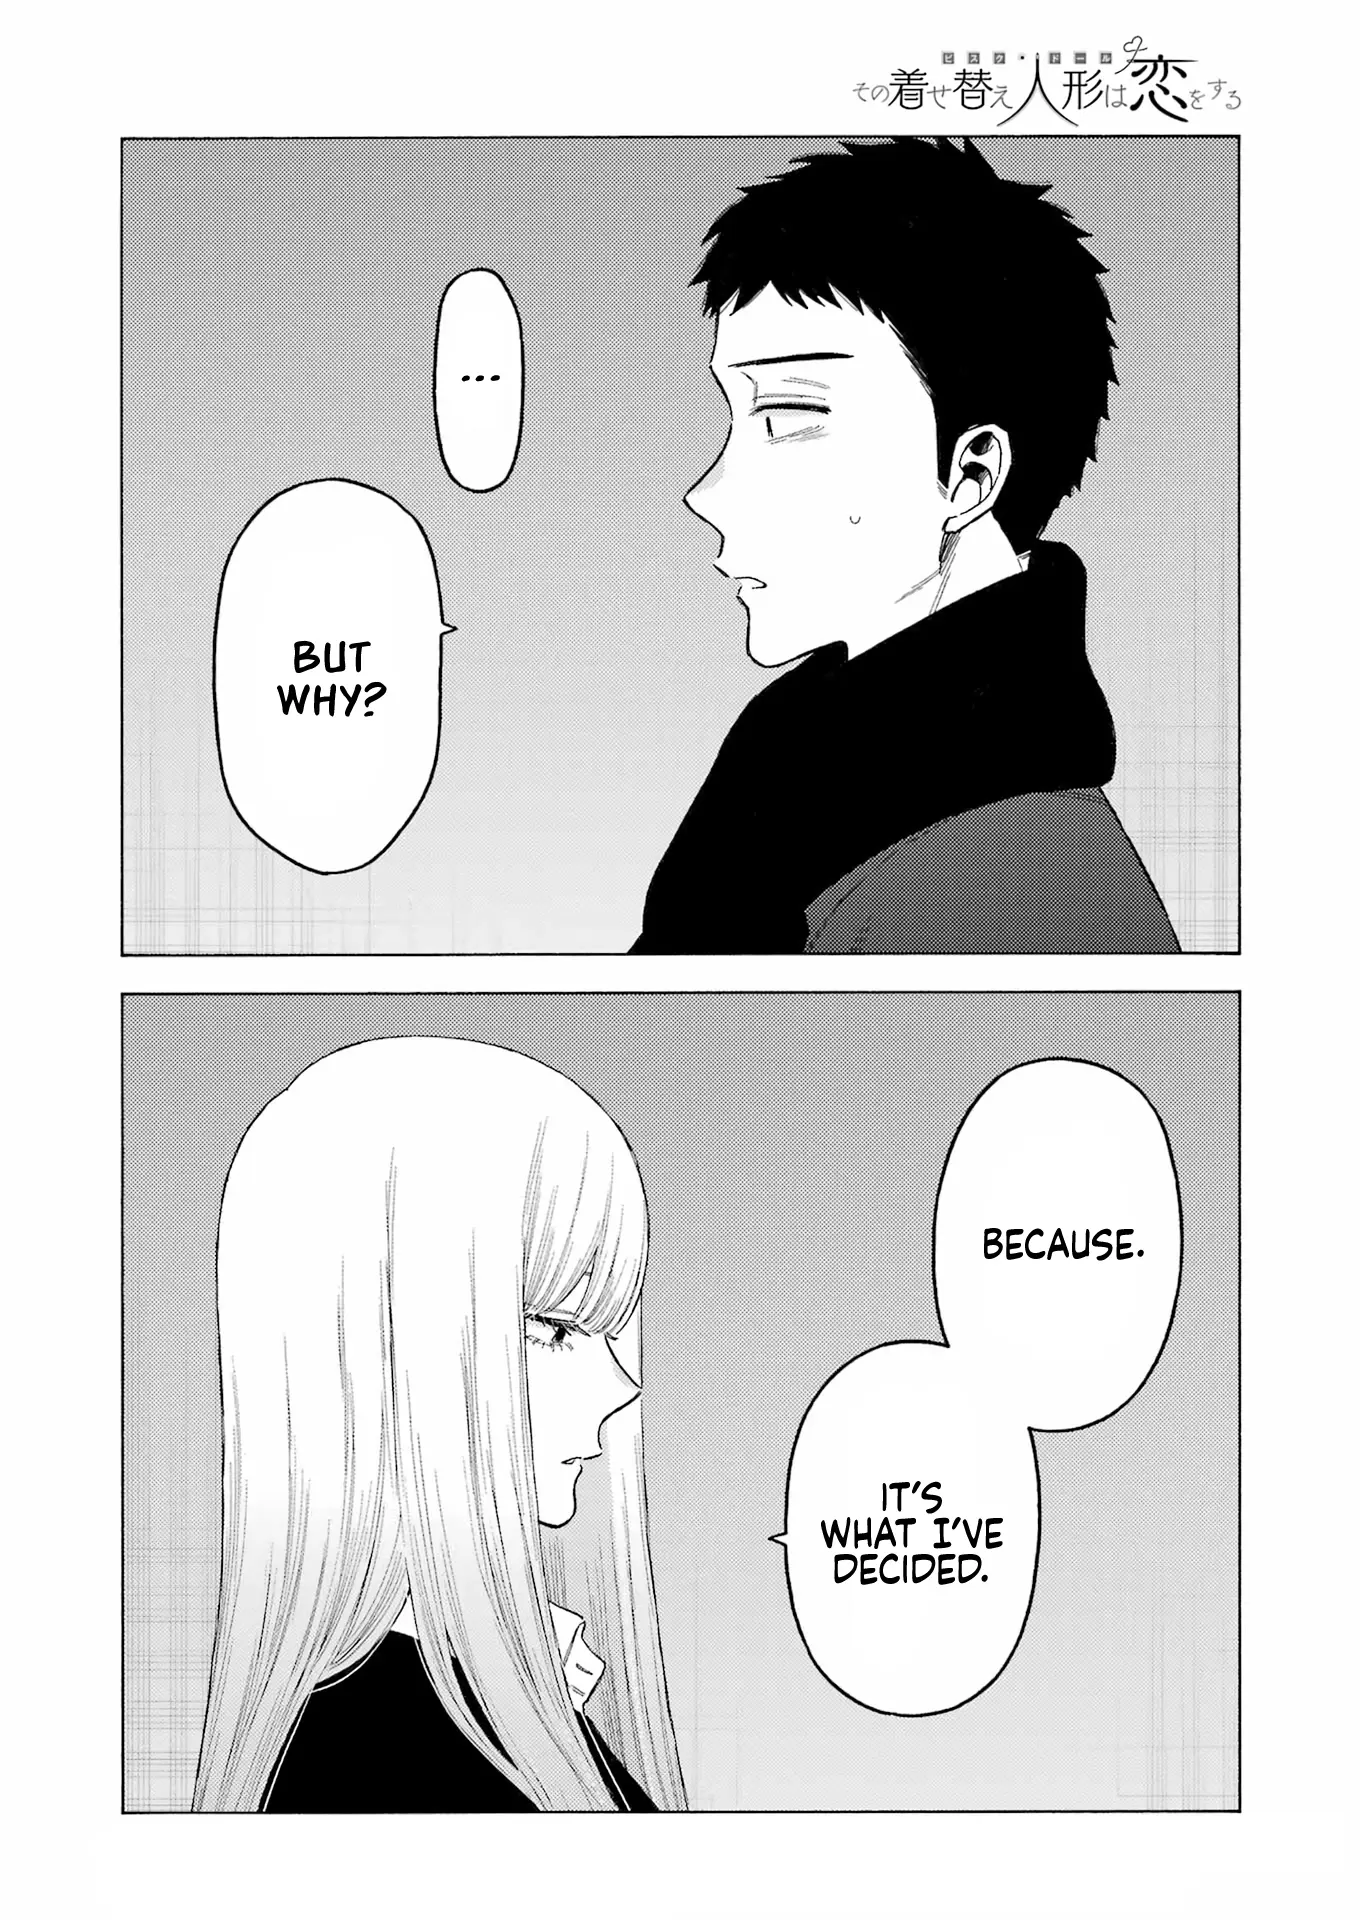 ビスク・ドール
その着せ替え人形は恋をする
...
BUT
WHY?
BECAUSE.
IT'S
WHAT I'VE
DECIDED.